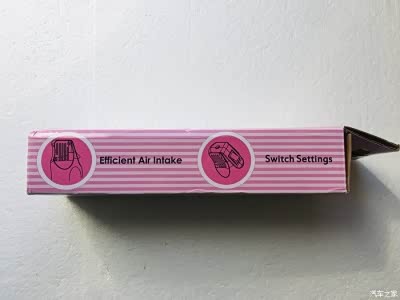 Efficient Air Intake
Switch Settings
汽车之家